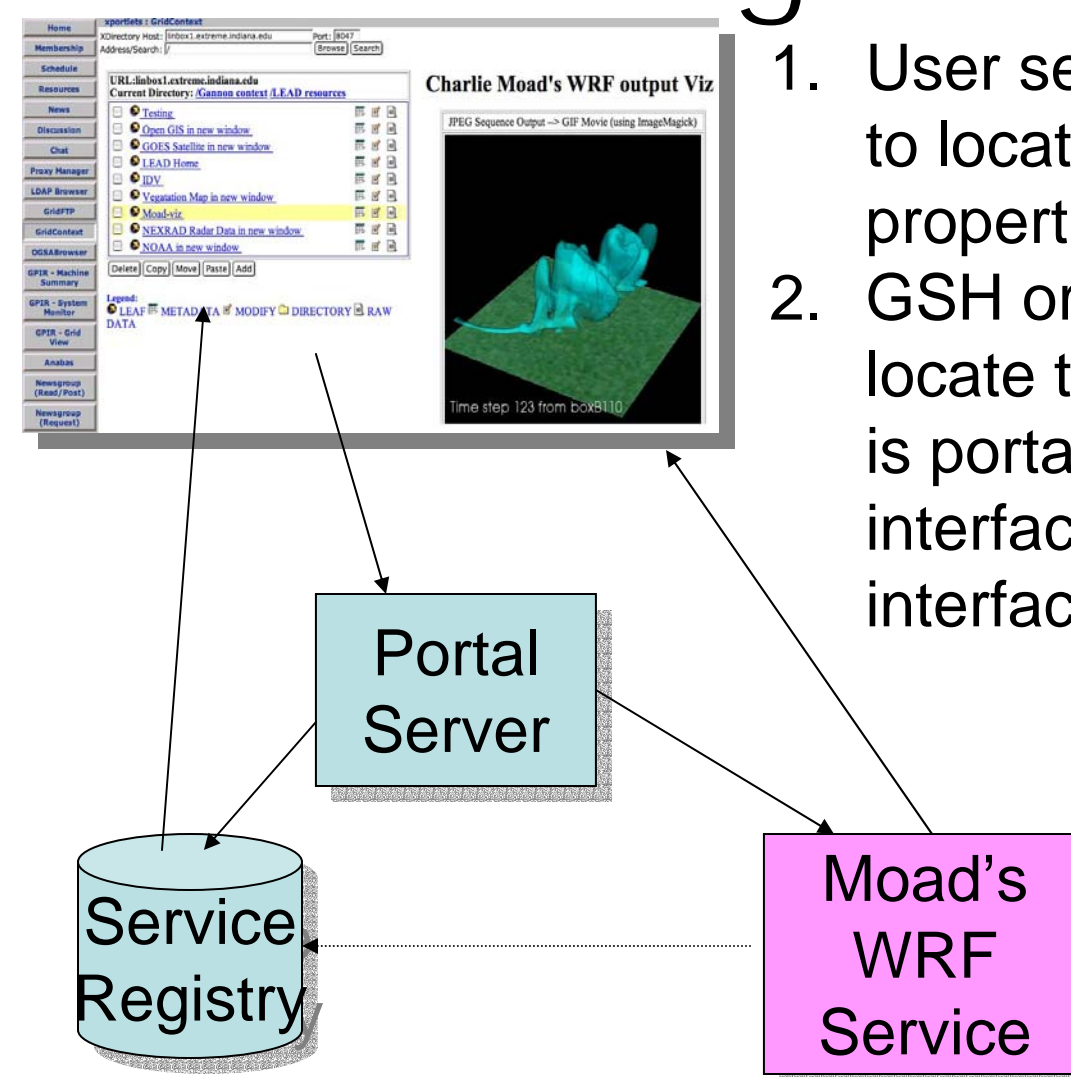 xportlets : GridContext
XDirectory Host: linbox1.extreme.indiana.edu Port: 8047
Address/Search: / Browse Search
Home
Membership
Schedule
Resources
News
Discussion
Chat
Proxy Manager
LDAP Browser
GridFTP
GridContext
OGSABrowser
GPIR - Machine
Summary
GPIR - System
Monitor
GPIR - Grid
View
Anabas
Newsgroup
(Read/Post)
Newsgroup
(Request)
URL:linbox1.extreme.indiana.edu
Current Directory: /Gannon context /LEAD resources
Testing
Open GIS in new window
GOES Satellite in new window
LEAD Home
IDV
Vegatation Map in new window
Moad-viz
NEXRAD Radar Data in new window
NOAA in new window
Delete Copy Move Paste Add
Legend:
LEAF METADATA MODIFY DIRECTORY RAW
DATA
Charlie Moad's WRF output Viz
JPEG Sequence Output --> GIF Movie (using ImageMagick)
Time step 123 from boxB110
1. User se
to locat
propert
2. GSH or
locate t
is porta
interfac
interfac
Portal
Server
Service
Registry
Moad's
WRF
Service